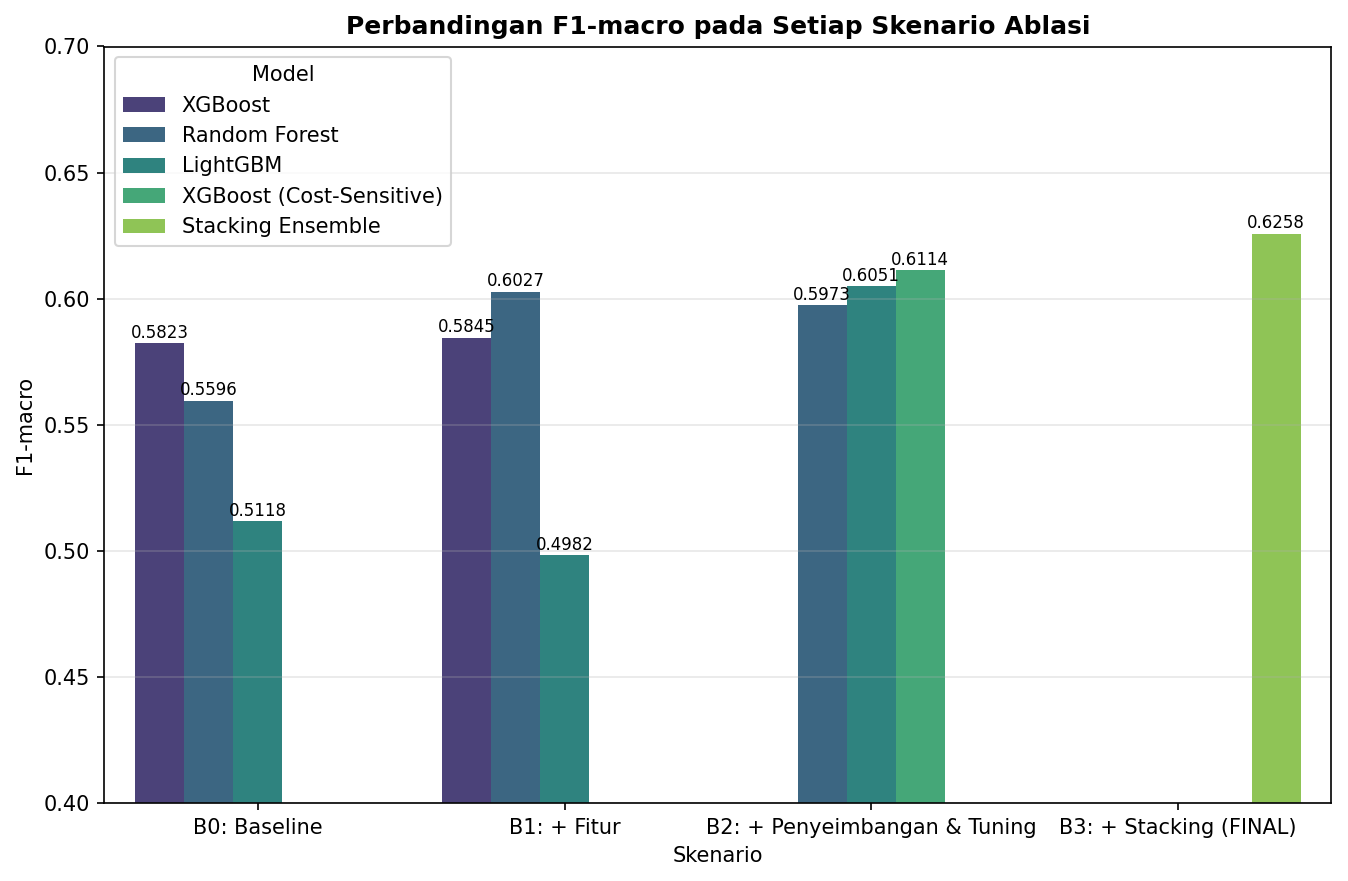 Perbandingan F1-macro pada Setiap Skenario Ablasi
Model
XGBoost
Random Forest
LightGBM
XGBoost (Cost-Sensitive)
Stacking Ensemble
F1-macro
0.70
0.65
0.60
0.55
0.50
0.45
0.40
0.5823
0.5596
0.5118
0.5845
0.6027
0.4982
0.5973
0.6051
0.6114
0.6258
B0: Baseline
B1: + Fitur
B2: + Penyeimbangan & Tuning
B3: + Stacking (FINAL)
Skenario